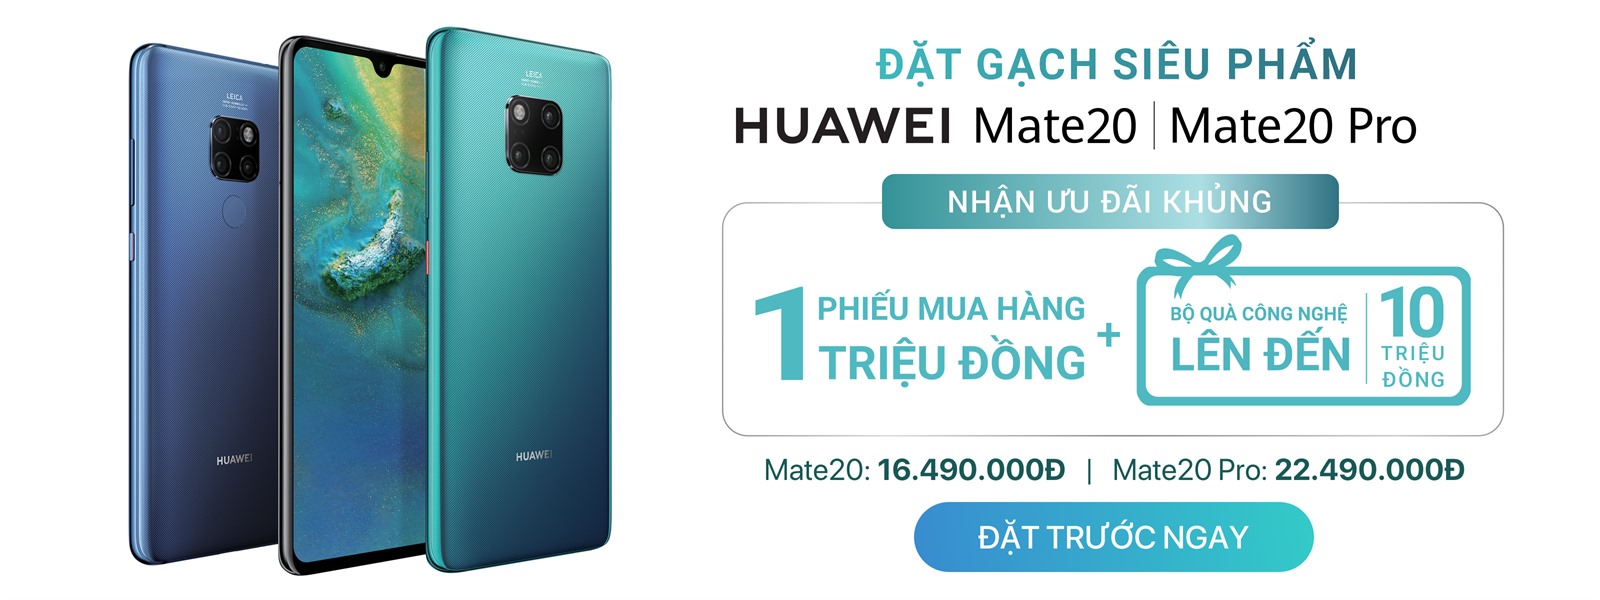 LEICA
HUAWEI
LEICA
HUAWEI
ĐẶT GẠCH SIÊU PHẨM
HUAWEI Mate20 | Mate20 Pro
NHẬN ƯU ĐÃI KHỦNG
1 PHIẾU MUA HÀNG
TRIỆU ĐỒNG
+
BỘ QUÀ CÔNG NGHỆ
LÊN ĐẾN
10
TRIỆU
ĐỒNG
Mate20: 16.490.000Đ | Mate20 Pro: 22.490.000Đ
ĐẶT TRƯỚC NGAY